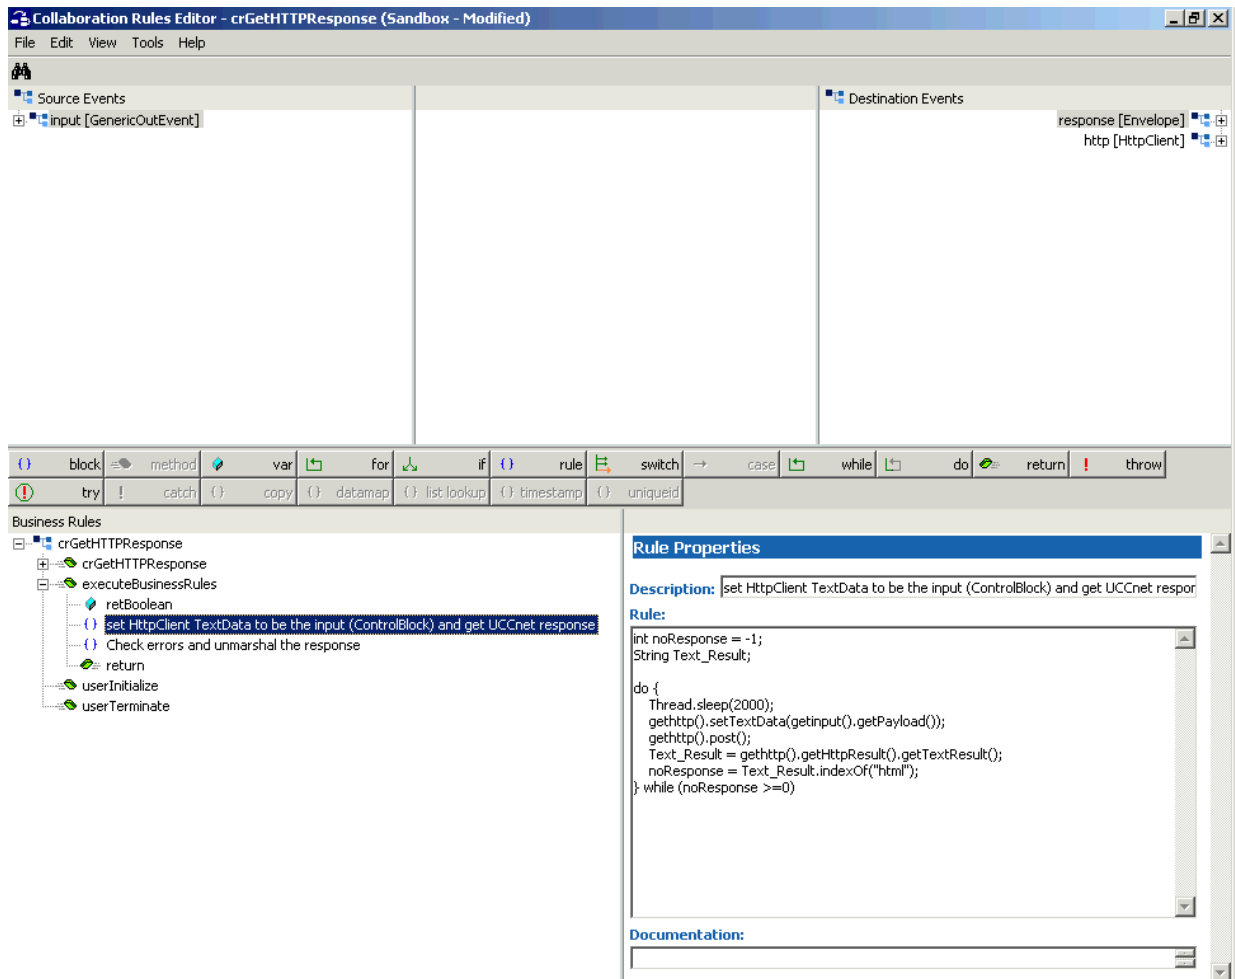 Collaboration Rules Editor - crGetHTTPResponse (Sandbox - Modified)
File Edit View Tools Help
Source Events
Destination Events
input [GenericOutEvent]
response [Envelope]
http [HttpClient]
{} block method var for if {} rule switch case while do return ! throw
! try ! catch {} copy {} datamap {} list lookup {} timestamp {} uniqueid
Business Rules
crGetHTTPResponse
crGetHTTPResponse
executeBusinessRules
retBoolean
{} set HttpClient TextData to be the input (ControlBlock) and get UCCnet response
{} Check errors and unmarshal the response
return
userInitialize
userTerminate
Rule Properties
Description: set HttpClient TextData to be the input (ControlBlock) and get UCCnet respor
Rule:
int noResponse = -1;
String Text_Result;
do {
Thread.sleep(2000);
gethttp().setTextData(getinput().getPayload());
gethttp().post();
Text_Result = gethttp().getHttpResult().getTextResult();
noResponse = Text_Result.indexOf("html");
} while (noResponse >=0)
Documentation: